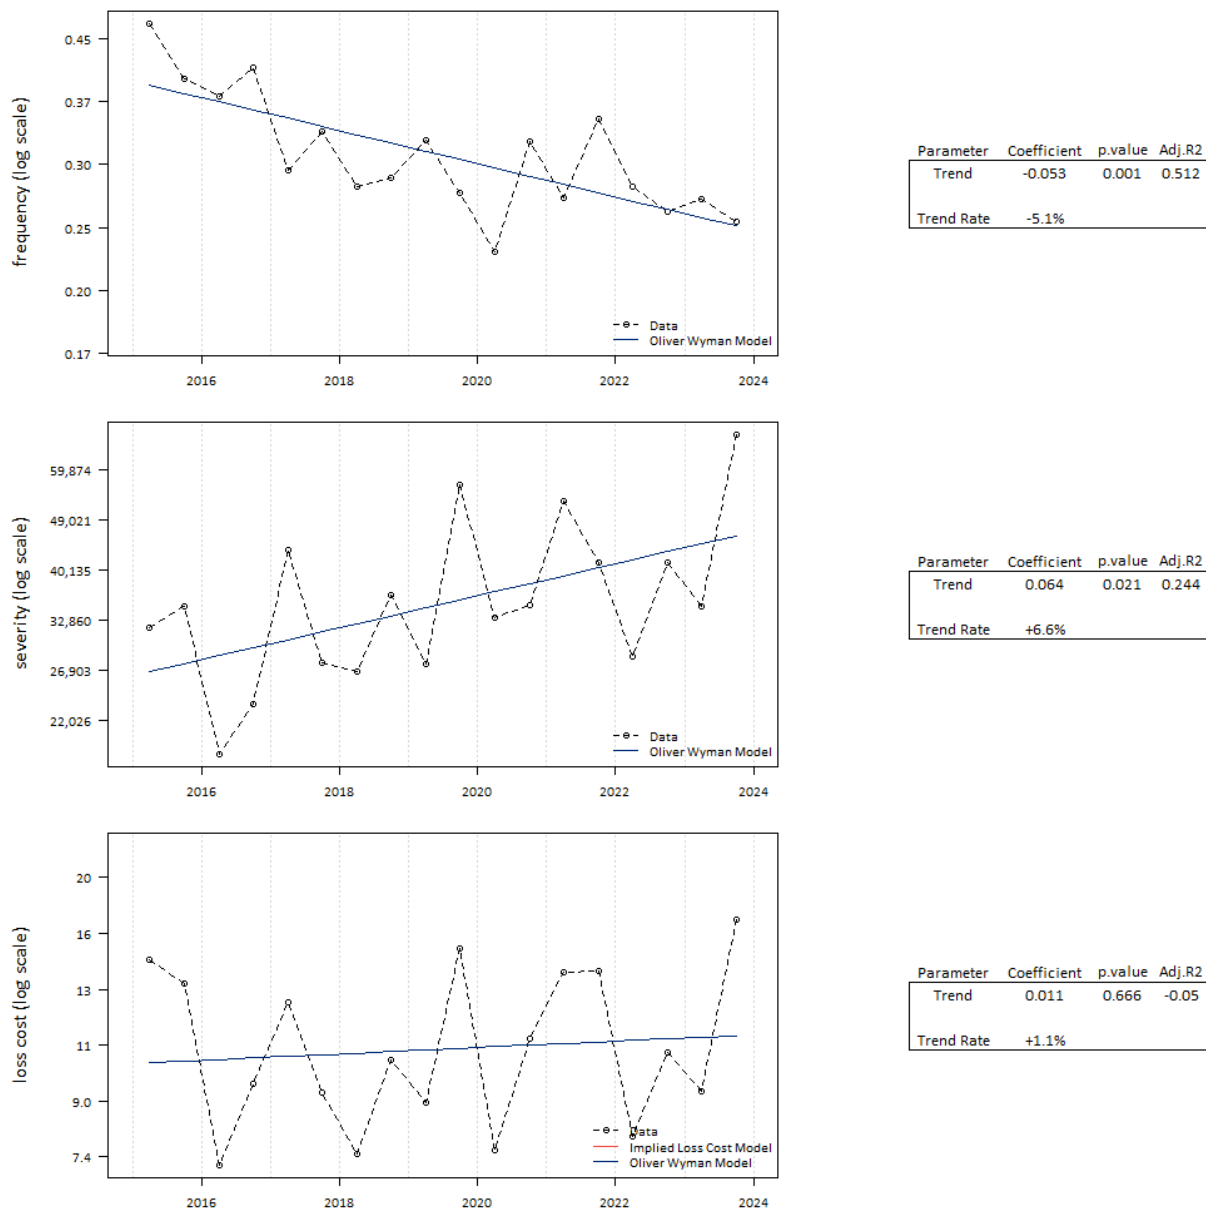 frequency (log scale)
0.45
0.37
0.30
0.25
0.20
0.17
Data
Oliver Wyman Model
2016 2018 2020 2022 2024
Parameter Coefficient p.value Adj.R2
Trend -0.053 0.001 0.512
Trend Rate -5.1%
severity (log scale)
59,874
49,021
40,135
32,860
26,903
22,026
Data
Oliver Wyman Model
2016 2018 2020 2022 2024
Parameter Coefficient p.value Adj.R2
Trend 0.064 0.021 0.244
Trend Rate +6.6%
loss cost (log scale)
20
16
13
11
9.0
7.4
Data
Implied Loss Cost Model
Oliver Wyman Model
2016 2018 2020 2022 2024
Parameter Coefficient p.value Adj.R2
Trend 0.011 0.666 -0.05
Trend Rate +1.1%